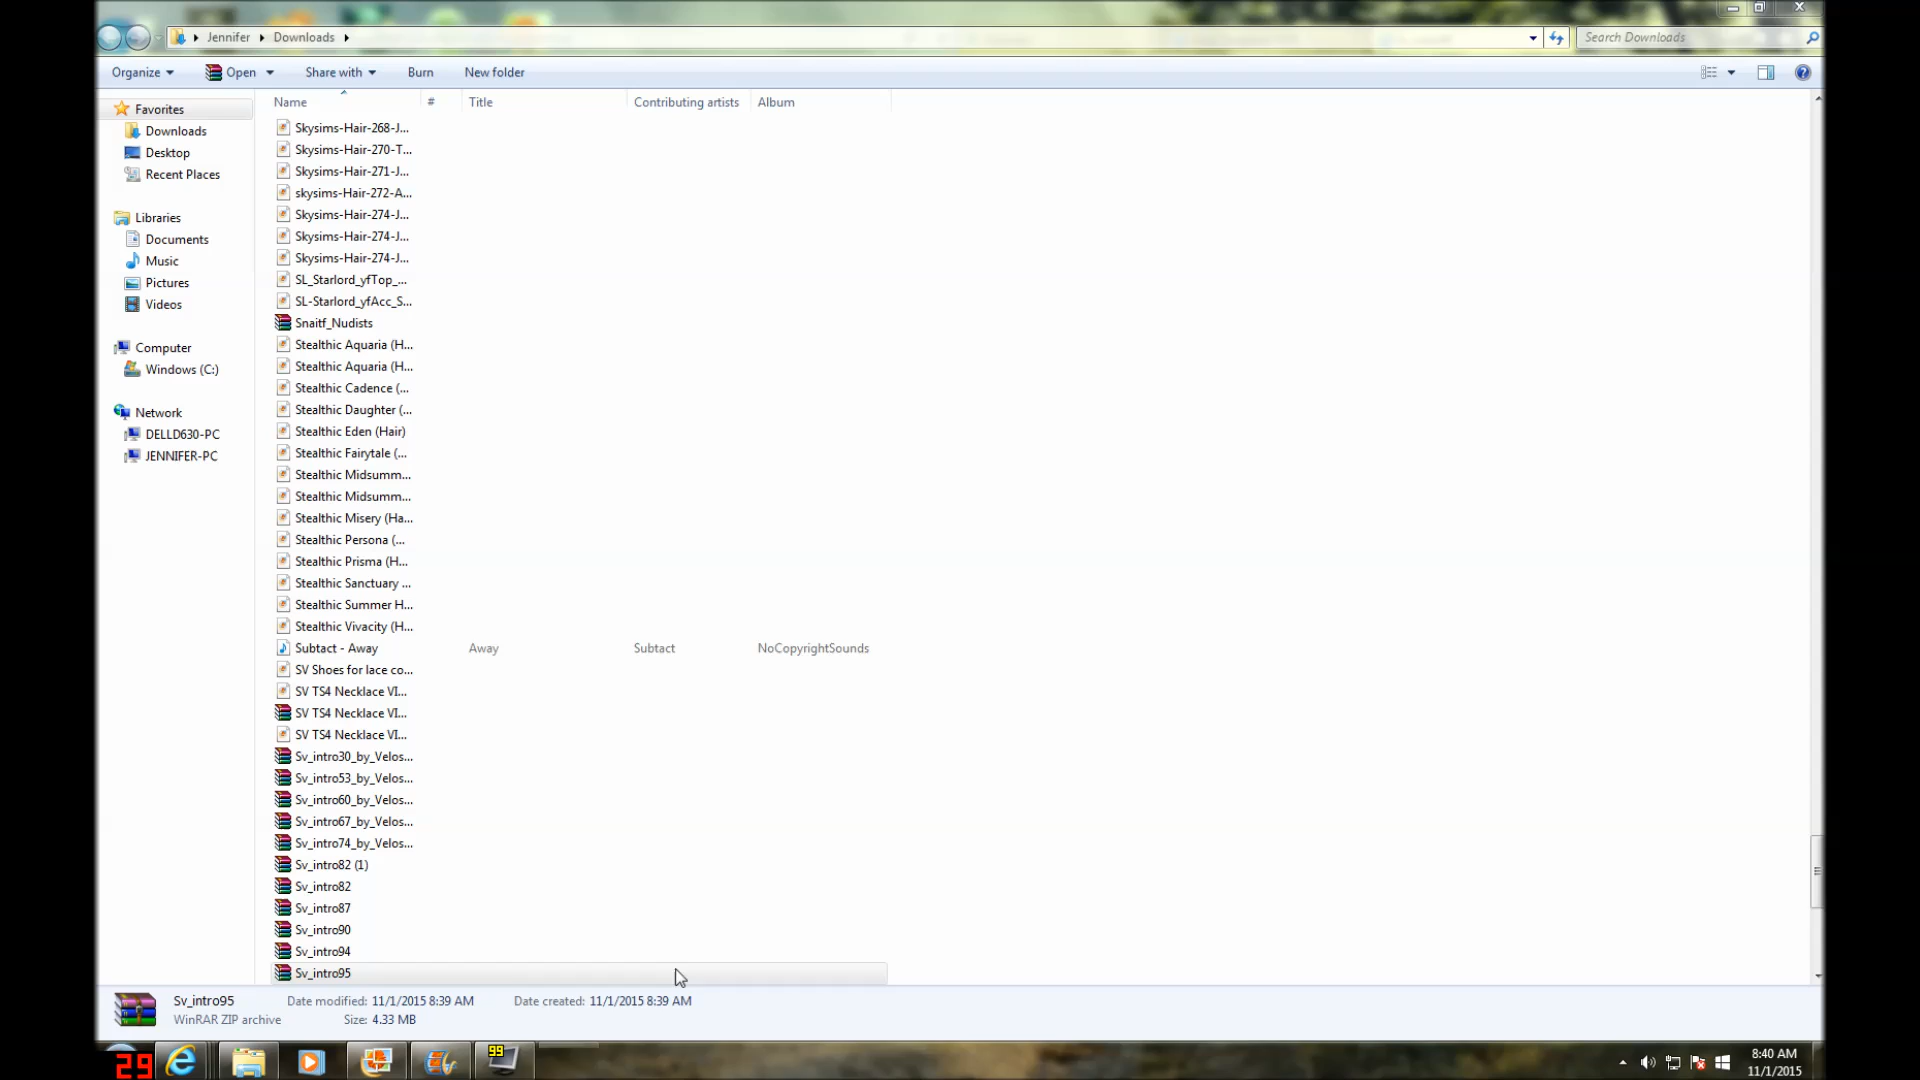 Jennifer Downloads
Search Downloads
Organize Open Share with Burn New folder
Name # Title Contributing artists Album
Favorites
Downloads
Desktop
Recent Places
Libraries
Documents
Music
Pictures
Videos
Computer
Windows (C:)
Network
DELLD630-PC
JENNIFER-PC
Skysims-Hair-268-J...
Skysims-Hair-270-T...
Skysims-Hair-271-J...
skysims-Hair-272-A...
Skysims-Hair-274-J...
Skysims-Hair-274-J...
Skysims-Hair-274-J...
SL_Starlord_yfTop_...
SL-Starlord_yfAcc_S...
Snaitf_Nudists
Stealthic Aquaria (H...
Stealthic Aquaria (H...
Stealthic Cadence (...
Stealthic Daughter (...
Stealthic Eden (Hair)
Stealthic Fairytale (...
Stealthic Midsumm...
Stealthic Midsumm...
Stealthic Misery (Ha...
Stealthic Persona (...
Stealthic Prisma (H...
Stealthic Sanctuary ...
Stealthic Summer H...
Stealthic Vivacity (H...
Subtact - Away Away Subtact NoCopyrightSounds
SV Shoes for lace co...
SV TS4 Necklace VI...
SV TS4 Necklace VI...
SV TS4 Necklace VI...
Sv_intro30_by_Velos...
Sv_intro53_by_Velos...
Sv_intro60_by_Velos...
Sv_intro67_by_Velos...
Sv_intro74_by_Velos...
Sv_intro82 (1)
Sv_intro82
Sv_intro87
Sv_intro90
Sv_intro94
Sv_intro95
Sv_intro95 Date modified: 11/1/2015 8:39 AM Date created: 11/1/2015 8:39 AM
WinRAR ZIP archive Size: 4.33 MB
29
99
8:40 AM
11/1/2015